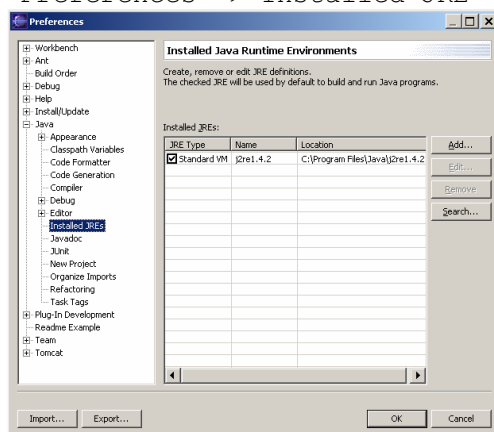 Preferences -> Installed JRE
Preferences
Workbench
Ant
Build Order
Debug
Help
Install/Update
Java
Appearance
Classpath Variables
Code Formatter
Code Generation
Compiler
Debug
Editor
Installed JREs
Javadoc
JUnit
New Project
Organize Imports
Refactoring
Task Tags
Plug-In Development
Readme Example
Team
Tomcat
Installed Java Runtime Environments
Create, remove or edit JRE definitions.
The checked JRE will be used by default to build and run Java programs.
Installed JREs:
JRE Type Name Location
Standard VM j2re1.4.2 C:\Program Files\Java\j2re1.4.2
Add...
Edit...
Remove
Search...
Import... Export... OK Cancel